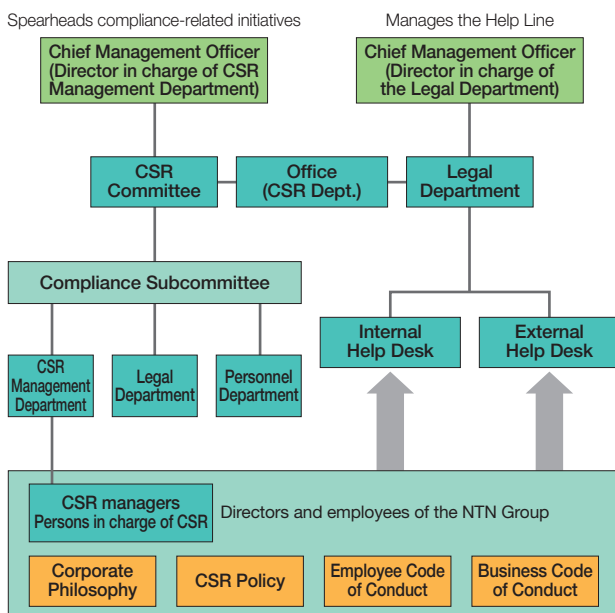 Spearheads compliance-related initiatives
Manages the Help Line
Chief Management Officer
(Director in charge of CSR
Management Department)
Chief Management Officer
(Director in charge of
the Legal Department)
CSR
Committee
Office
(CSR Dept.)
Legal
Department
Compliance Subcommittee
Internal
Help Desk
External
Help Desk
CSR
Management
Department
Legal
Department
Personnel
Department
CSR managers
Persons in charge of CSR
Directors and employees of the NTN Group
Corporate
Philosophy
CSR Policy
Employee Code
of Conduct
Business Code
of Conduct